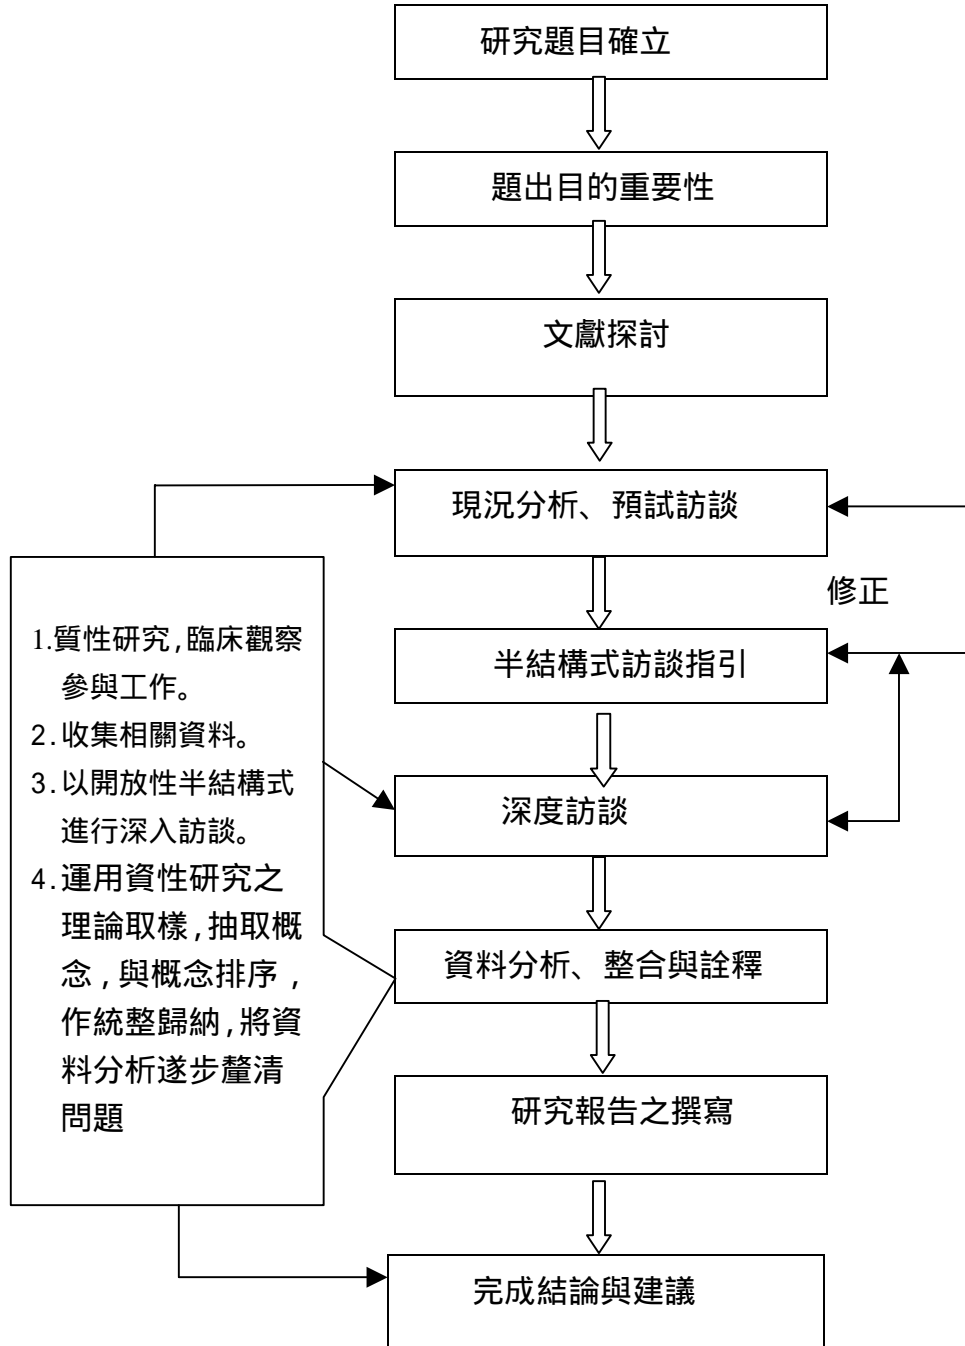 研究題目確立
題出目的重要性
文獻探討
現況分析、預試訪談
修正
半結構式訪談指引
深度訪談
資料分析、整合與詮釋
研究報告之撰寫
完成結論與建議
1.質性研究,臨床觀察
參與工作。
2.收集相關資料。
3.以開放性半結構式
進行深入訪談。
4.運用資性研究之
理論取樣,抽取概
念,與概念排序,
作統整歸納,將資
料分析遂步釐清
問題